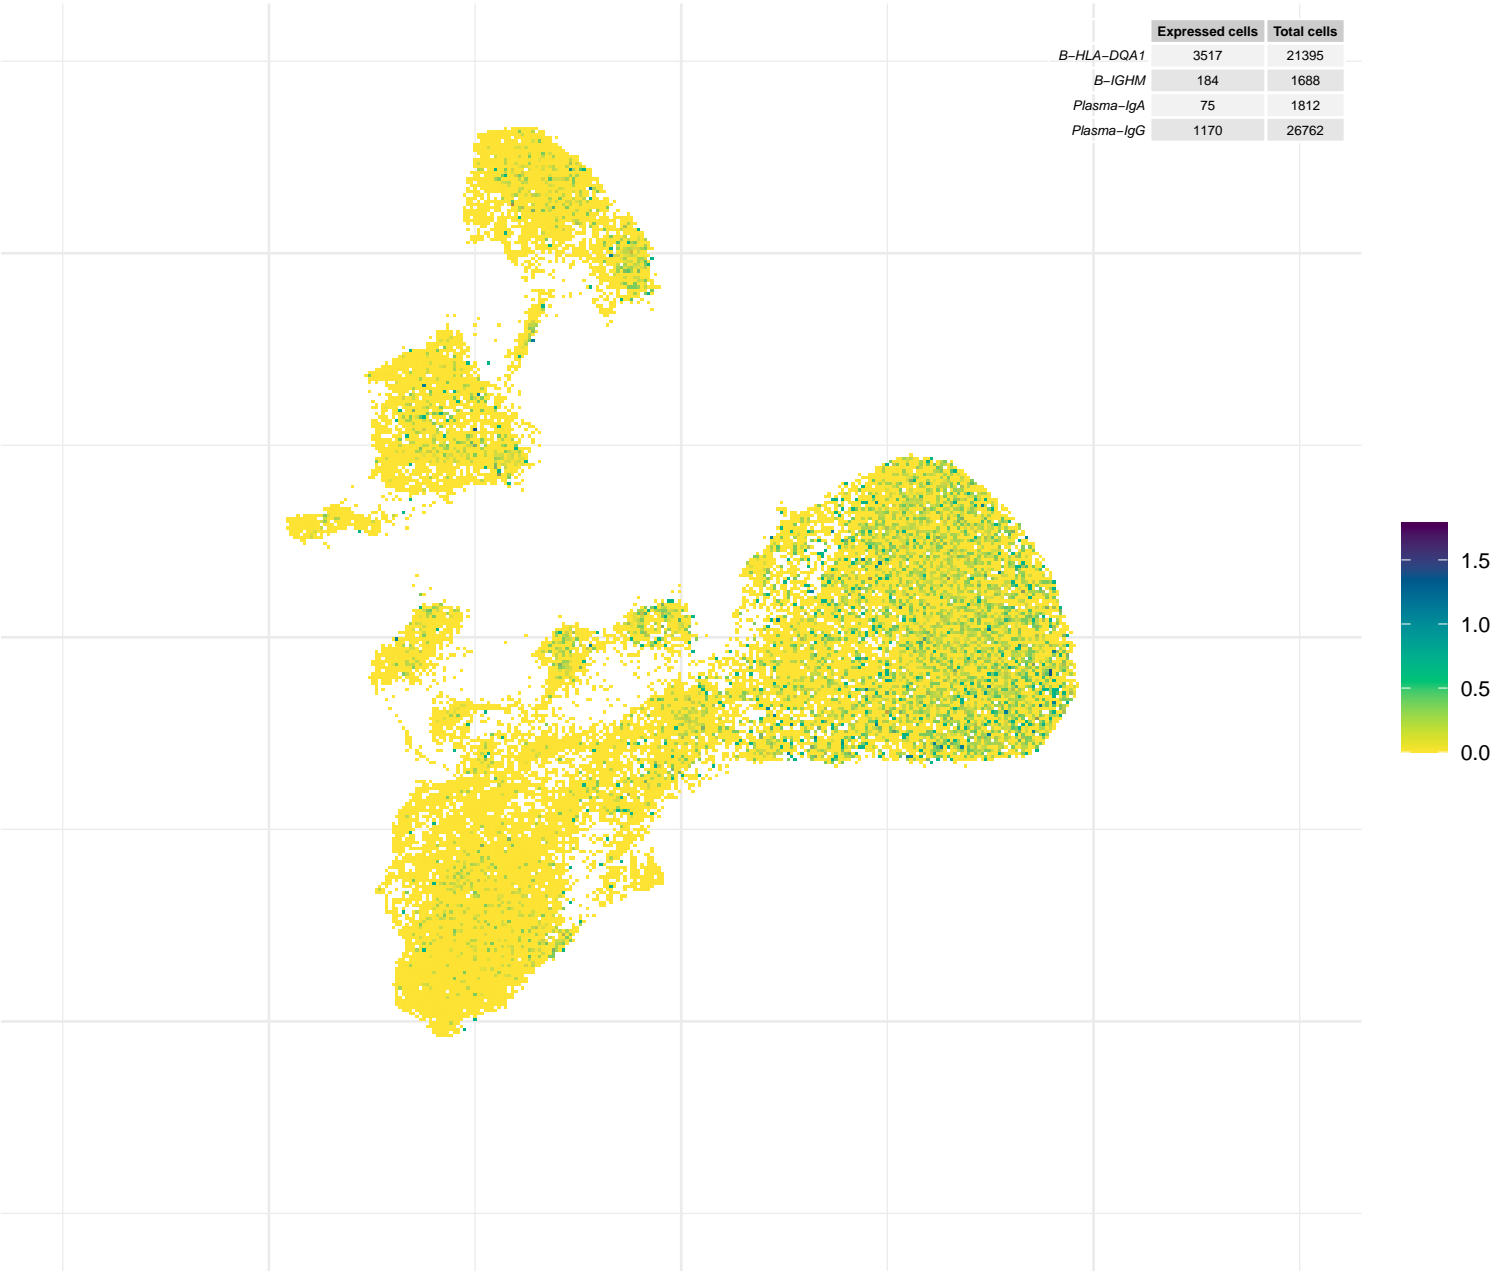 Expressed cells Total cells
B−HLA−DQA1 3517 21395
B−IGHM 184 1688
Plasma−IgA 75 1812
Plasma−IgG 1170 26762
1.5
1.0
0.5
0.0